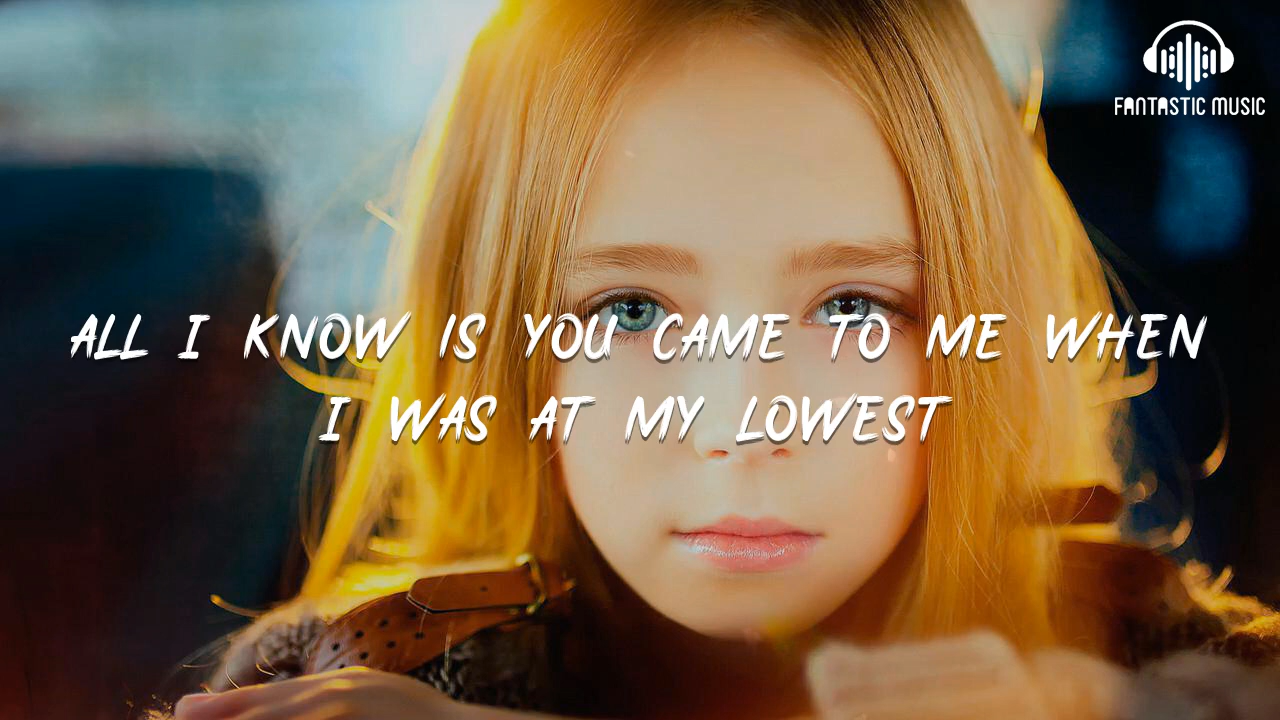 FANTASTIC MUSIC
ALL I KNOW IS YOU CAME TO ME WHEN
I WAS AT MY LOWEST